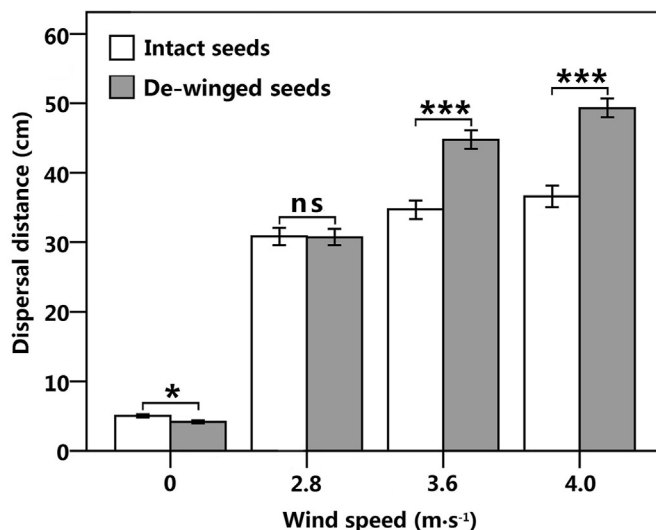 60
50
40
30
20
10
0
Dispersal distance (cm)
Intact seeds
De-winged seeds
*
ns
***
***
0 2.8 3.6 4.0
Wind speed (m·s⁻¹)